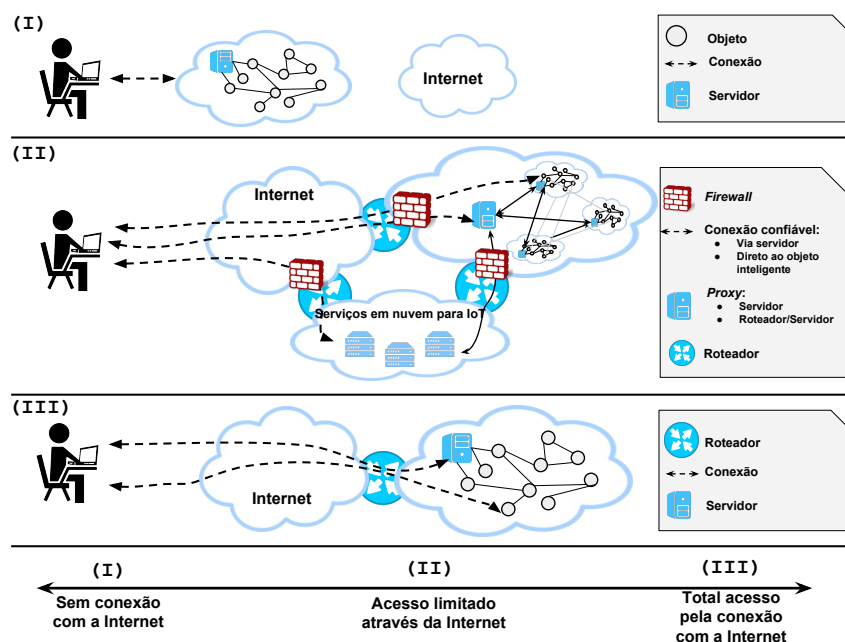 (I)
Internet
Objeto
Conexão
Servidor
(II)
Internet
Serviços em nuvem para IoT
Firewall
Conexão confiável:
● Via servidor
● Direto ao objeto
inteligente
Proxy:
● Servidor
● Roteador/Servidor
Roteador
(III)
Internet
Roteador
Conexão
Servidor
(I)
(II)
(III)
Sem conexão
com a Internet
Acesso limitado
através da Internet
Total acesso
pela conexão
com a Internet